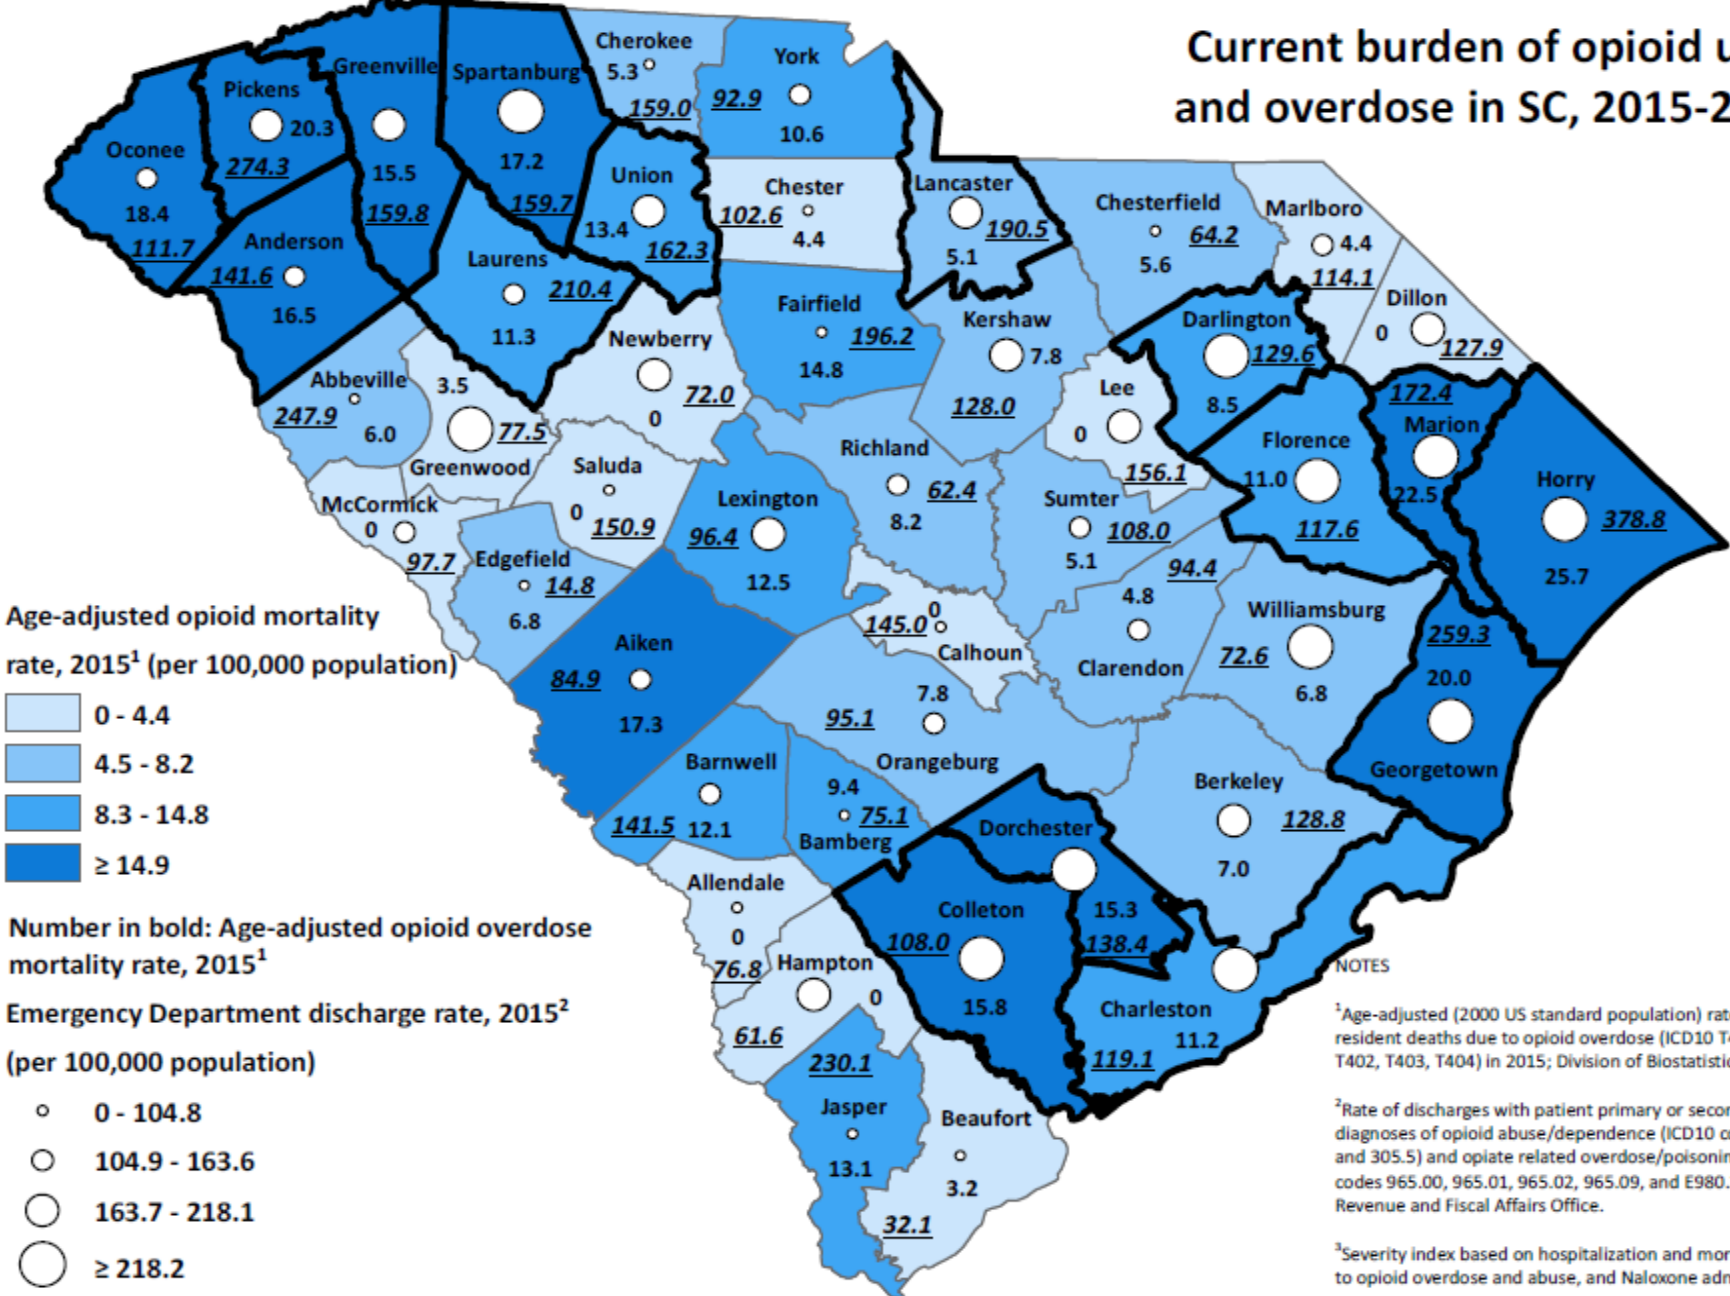 Current burden of opioid
and overdose in SC,
Cherokee
5.3
159.0
York
92.9
10.6
Greenville
15.5
159.8
Spartanburg
17.2
159.7
Pickens
20.3
274.3
Oconee
18.4
111.7
Anderson
141.6
16.5
Union
13.4
162.3
Chester
102.6
4.4
Lancaster
190.5
5.1
Chesterfield
64.2
5.6
Marlboro
4.4
114.1
Dillon
0
127.9
Laurens
210.4
11.3
Newberry
72.0
0
Fairfield
196.2
14.8
Kershaw
7.8
128.0
Darlington
129.6
8.5
Lee
0
156.1
Marion
172.4
22.5
Florence
11.0
117.6
Horry
378.8
25.7
Abbeville
247.9
6.0
3.5
77.5
Greenwood
Saluda
0
150.9
McCormick
0
97.7
Edgefield
14.8
6.8
Lexington
96.4
12.5
Richland
62.4
8.2
Sumter
108.0
5.1
94.4
4.8
Clarendon
Williamsburg
72.6
6.8
259.3
20.0
Georgetown
Aiken
84.9
17.3
0
145.0
Calhoun
7.8
95.1
Orangeburg
Barnwell
141.5
12.1
9.4
75.1
Bamberg
Berkeley
128.8
7.0
Dorchester
15.3
138.4
Colleton
108.0
15.8
Charleston
11.2
119.1
Allendale
0
76.8
Hampton
0
61.6
230.1
Jasper
13.1
Beaufort
3.2
32.1
Age-adjusted opioid mortality
rate, 2015¹ (per 100,000 population)
0 - 4.4
4.5 - 8.2
8.3 - 14.8
≥ 14.9
Number in bold: Age-adjusted opioid overdose
mortality rate, 2015¹
Emergency Department discharge rate, 2015²
(per 100,000 population)
0 - 104.8
104.9 - 163.6
163.7 - 218.1
≥ 218.2
NOTES
¹Age-adjusted (2000 US standard population)
resident deaths due to opioid overdose (ICD10
T402, T403, T404) in 2015; Division of
²Rate of discharges with patient primary or
diagnoses of opioid abuse/dependence (ICD10
and 305.5) and opiate related
codes 965.00, 965.01, 965.02, 965.09, and E980.
Revenue and Fiscal Affairs Office.
³Severity index based on hospitalization and
to opioid overdose and abuse, and Naloxone